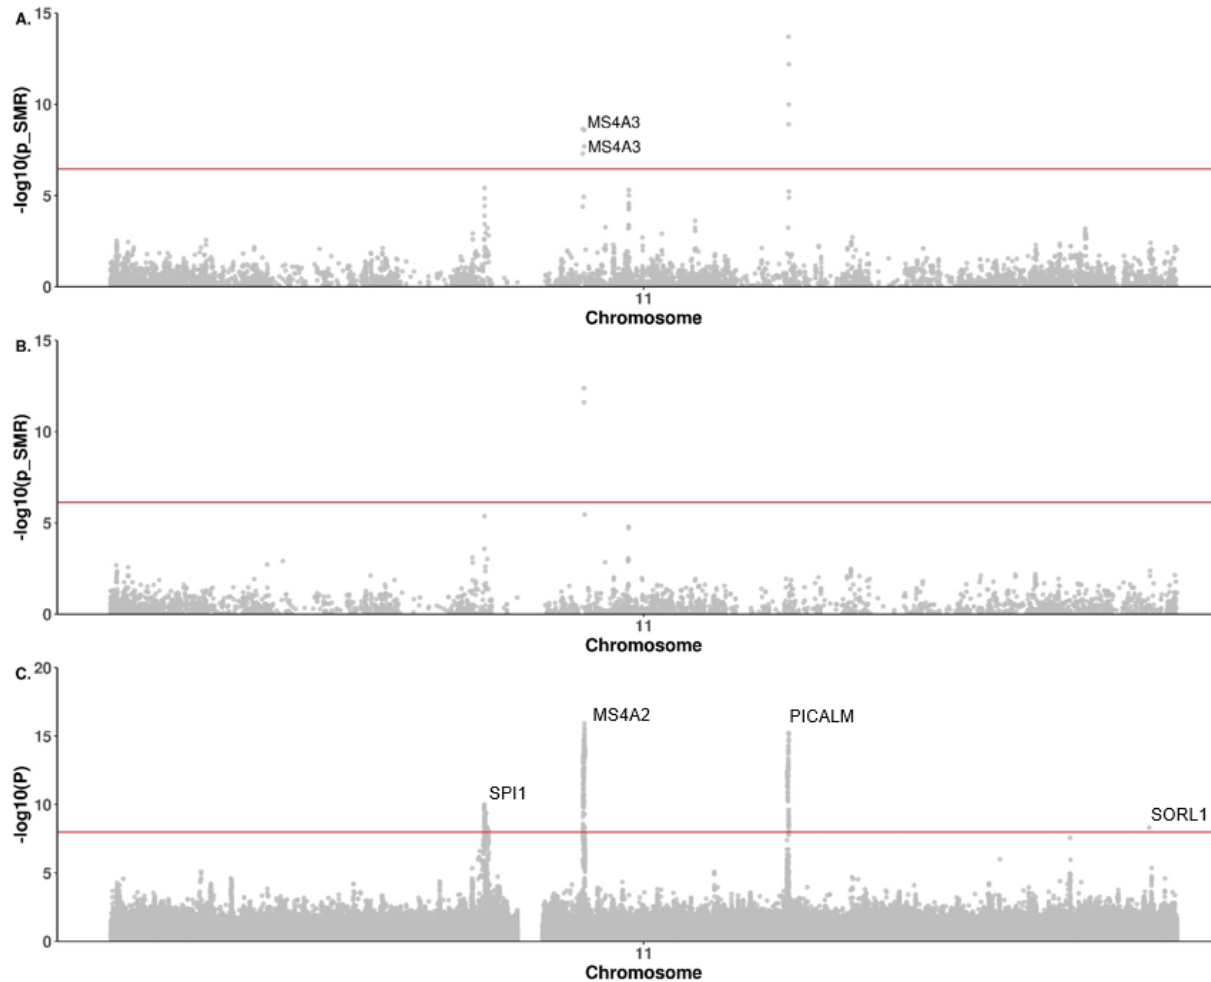 A.
15
10
5
0
-log10(p_SMR)
MS4A3
MS4A3
11
Chromosome
B.
15
10
5
0
-log10(p_SMR)
11
Chromosome
C.
20
15
10
5
0
-log10(P)
SPI1
MS4A2
PICALM
SORL1
11
Chromosome